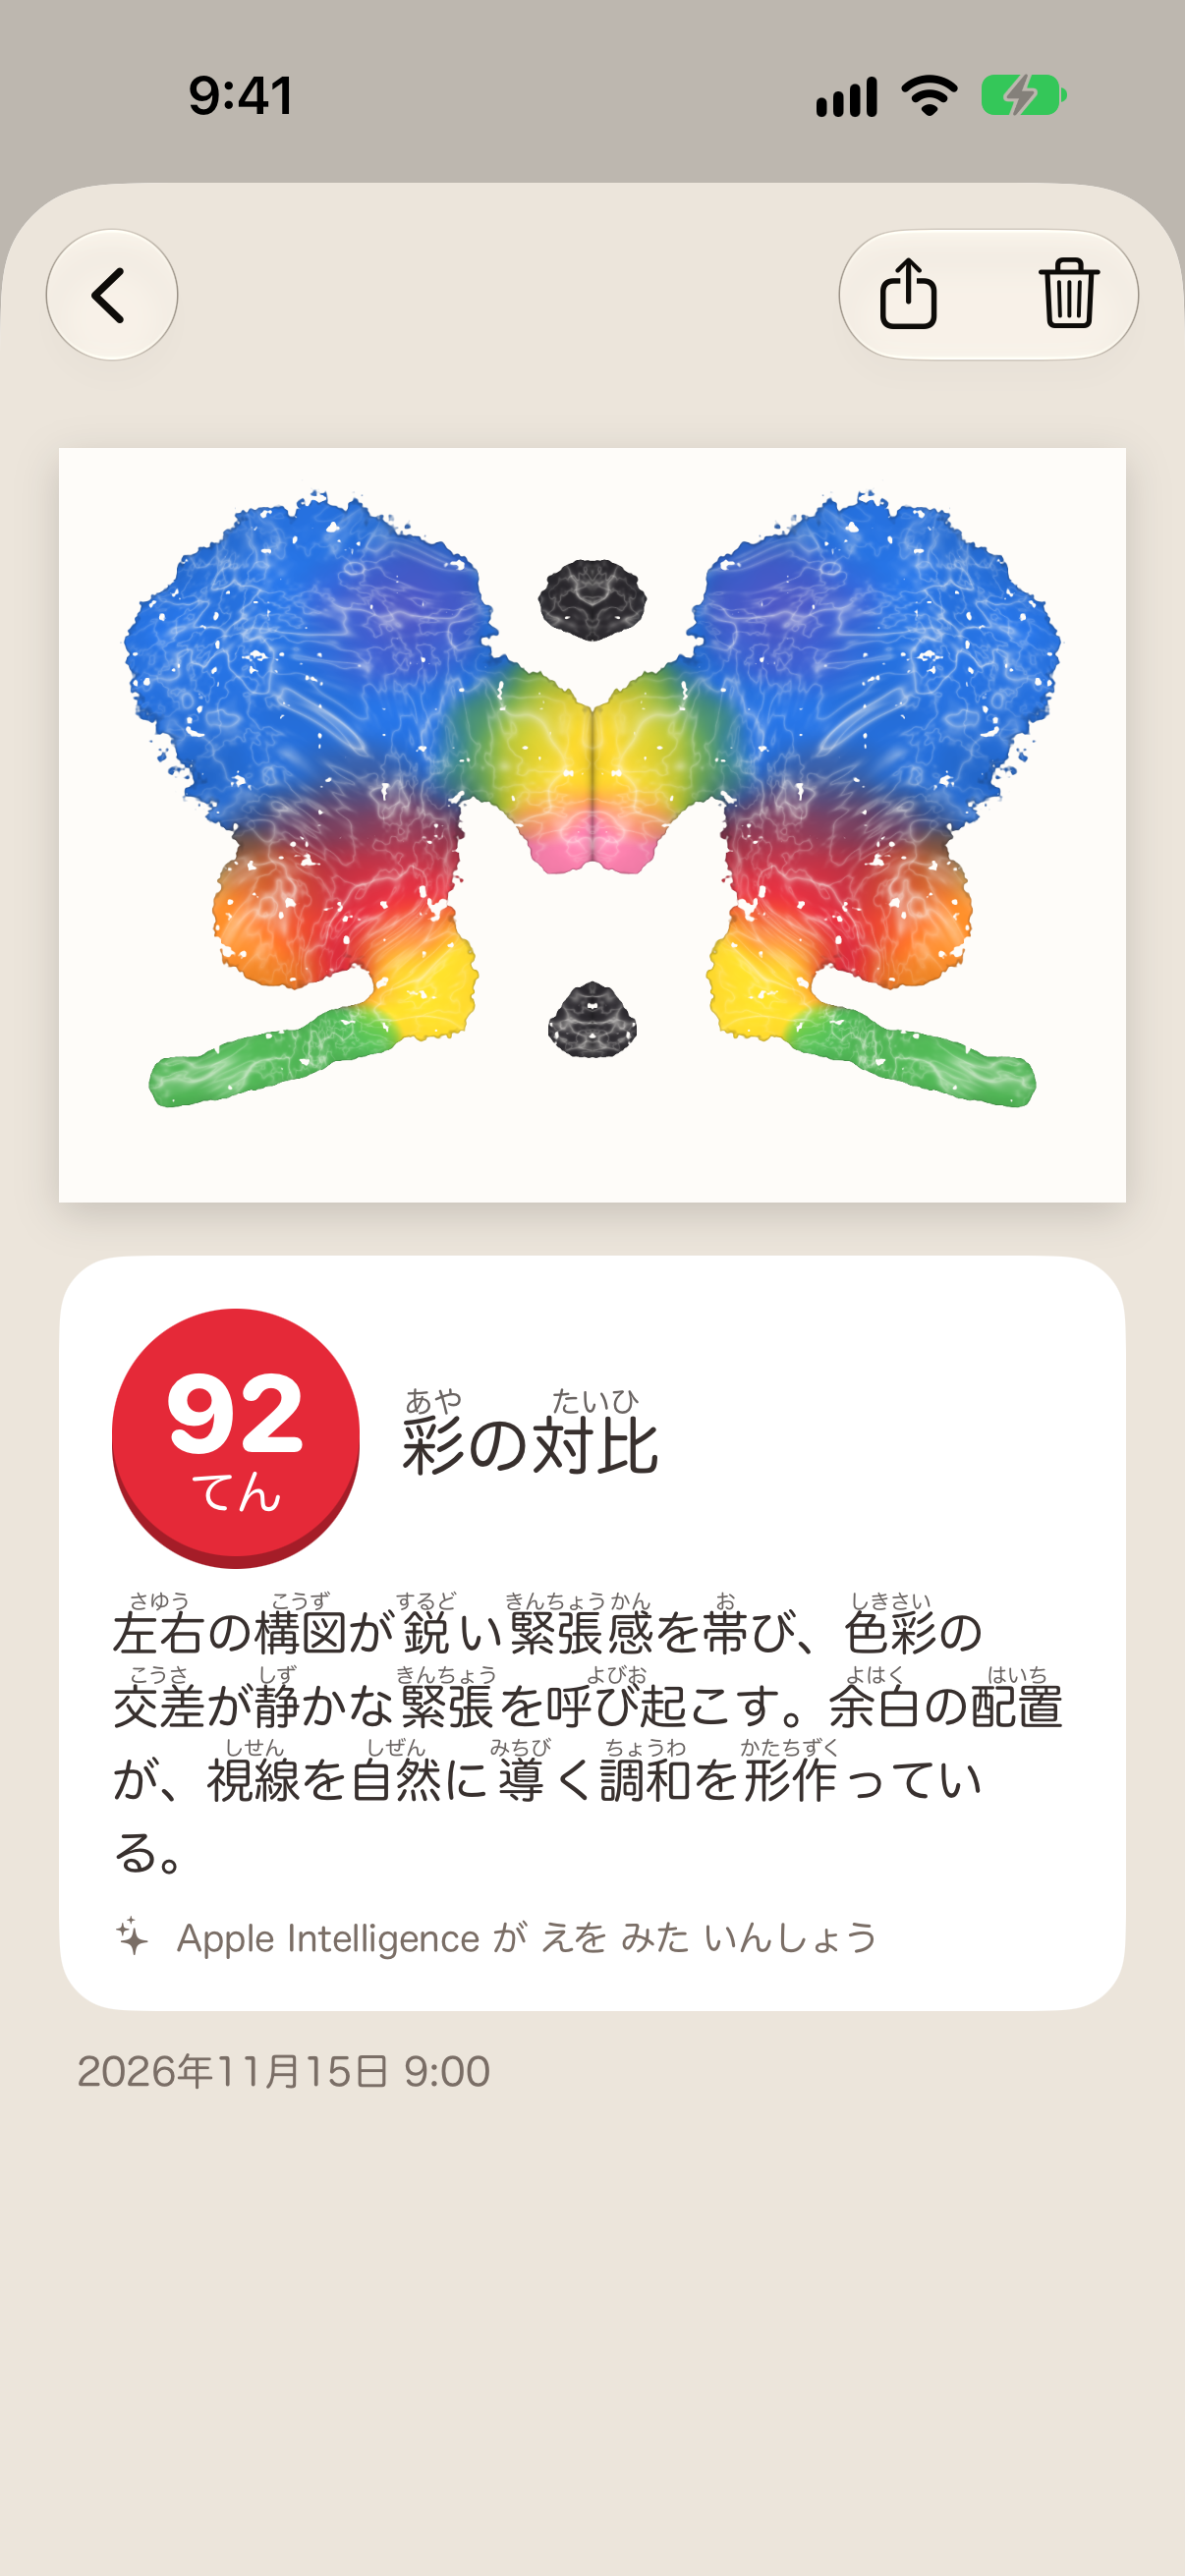 9:41
92
てん
あや たいひ
彩の対比
さゆう こうず するど きんちょうかん お しきさい
左右の構図が鋭い緊張感を帯び、色彩の
こうさ しず きんちょう よびお よはく はいち
交差が静かな緊張を呼び起こす。余白の配置
しせん しぜん みちび ちょうわ かたちずく
が、視線を自然に導く調和を形作ってい
る。
Apple Intelligence が えを みた いんしょう
2026年11月15日 9:00